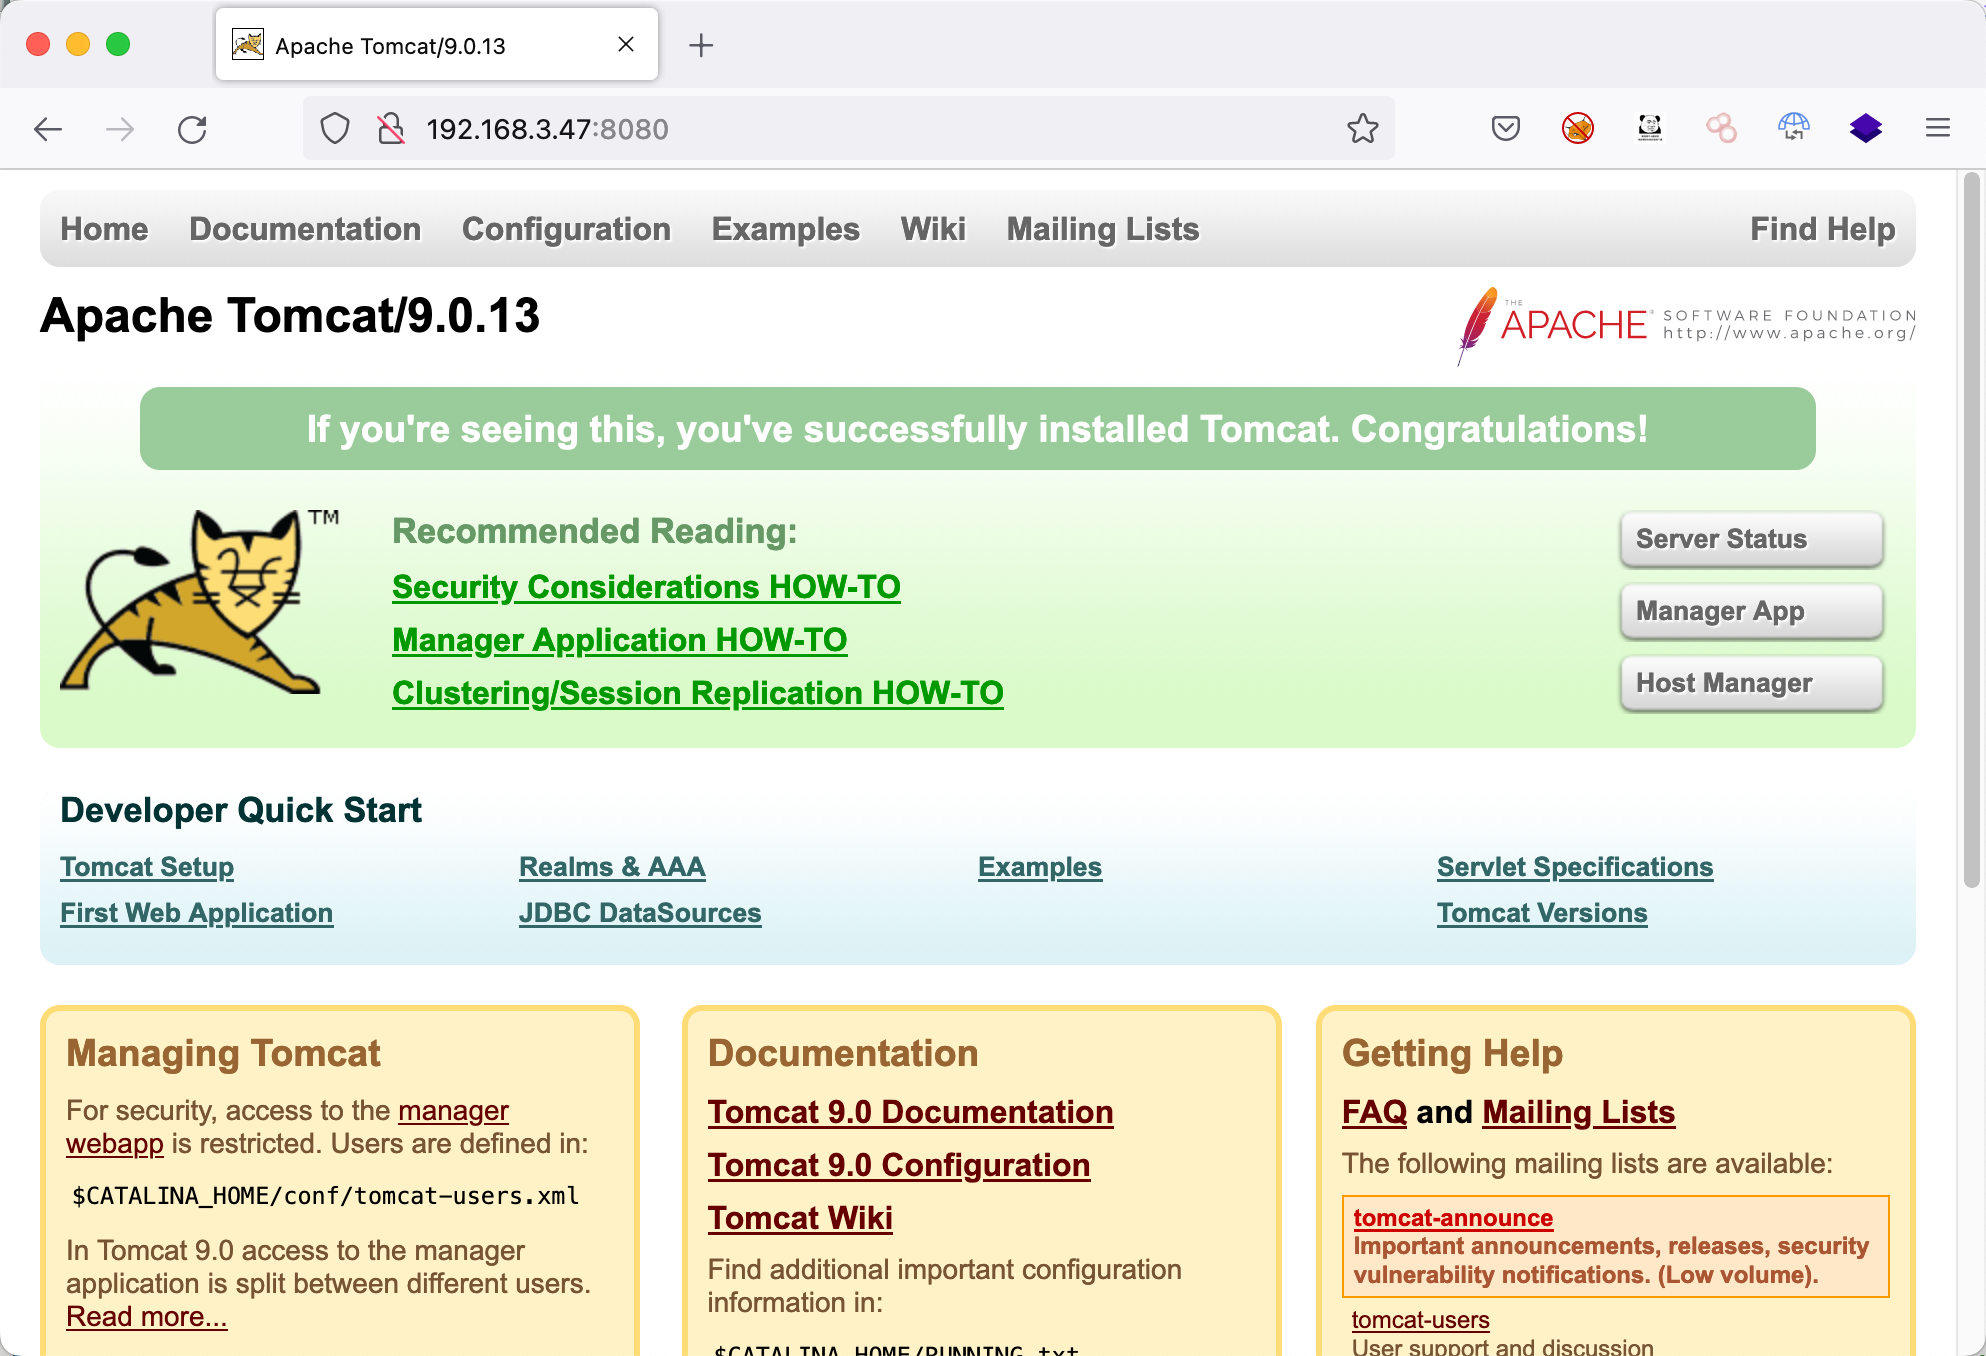 Apache Tomcat/9.0.13
192.168.3.47:8080
Home Documentation Configuration Examples Wiki Mailing Lists Find Help
Apache Tomcat/9.0.13
THE
APACHE® SOFTWARE FOUNDATION
http://www.apache.org/
If you're seeing this, you've successfully installed Tomcat. Congratulations!
TM
Recommended Reading:
Security Considerations HOW-TO
Manager Application HOW-TO
Clustering/Session Replication HOW-TO
Server Status
Manager App
Host Manager
Developer Quick Start
Tomcat Setup
First Web Application
Realms & AAA
JDBC DataSources
Examples
Servlet Specifications
Tomcat Versions
Managing Tomcat
For security, access to the manager
webapp is restricted. Users are defined in:
$CATALINA_HOME/conf/tomcat-users.xml
In Tomcat 9.0 access to the manager
application is split between different users.
Read more...
Documentation
Tomcat 9.0 Documentation
Tomcat 9.0 Configuration
Tomcat Wiki
Find additional important configuration
information in:
$CATALINA_HOME/RUNNING.txt
Getting Help
FAQ and Mailing Lists
The following mailing lists are available:
tomcat-announce
Important announcements, releases, security
vulnerability notifications. (Low volume).
tomcat-users
User support and discussion